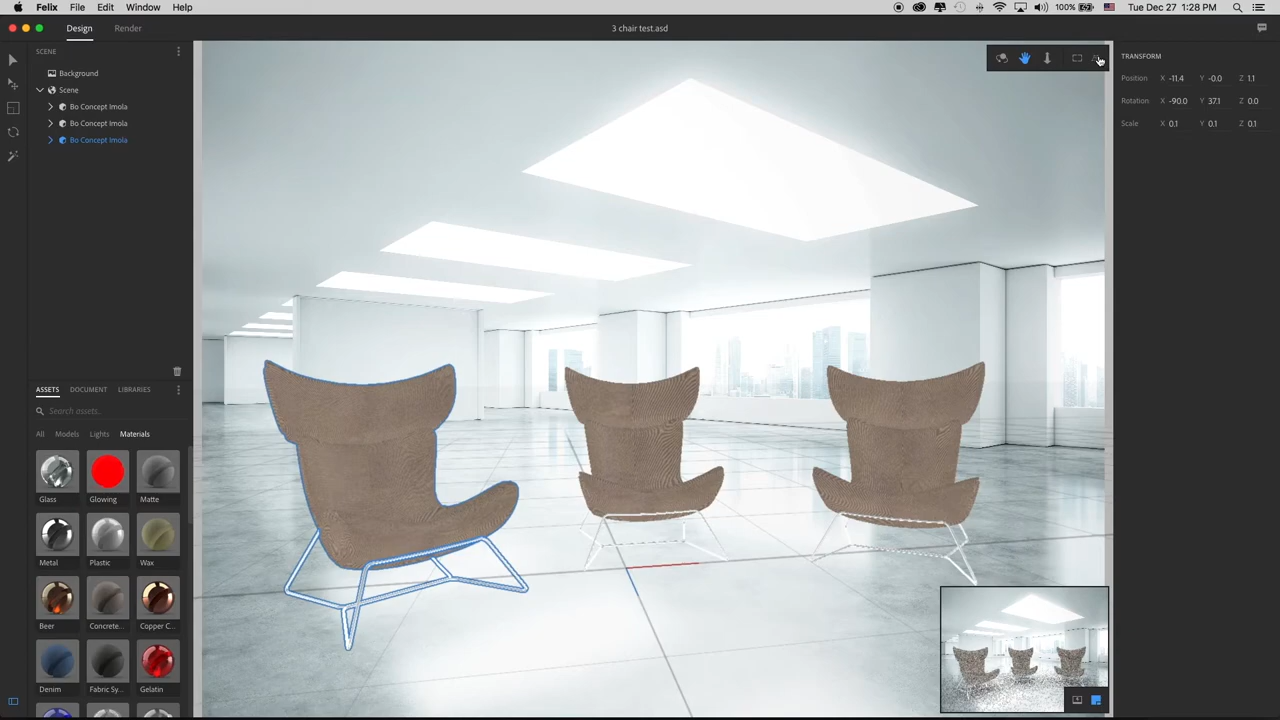 Felix File Edit Window Help
100% Tue Dec 27 1:28 PM
Design Render
3 chair test.asd
SCENE
Background
Scene
Bo Concept Imola
Bo Concept Imola
Bo Concept Imola
TRANSFORM
Position X -11.4 Y -0.0 Z 1.1
Rotation X -90.0 Y 37.1 Z 0.0
Scale X 0.1 Y 0.1 Z 0.1
ASSETS DOCUMENT LIBRARIES
Search assets..
All Models Lights Materials
Glass Glowing Matte
Metal Plastic Wax
Beer Concrete... Copper C...
Denim Fabric Sy... Gelatin